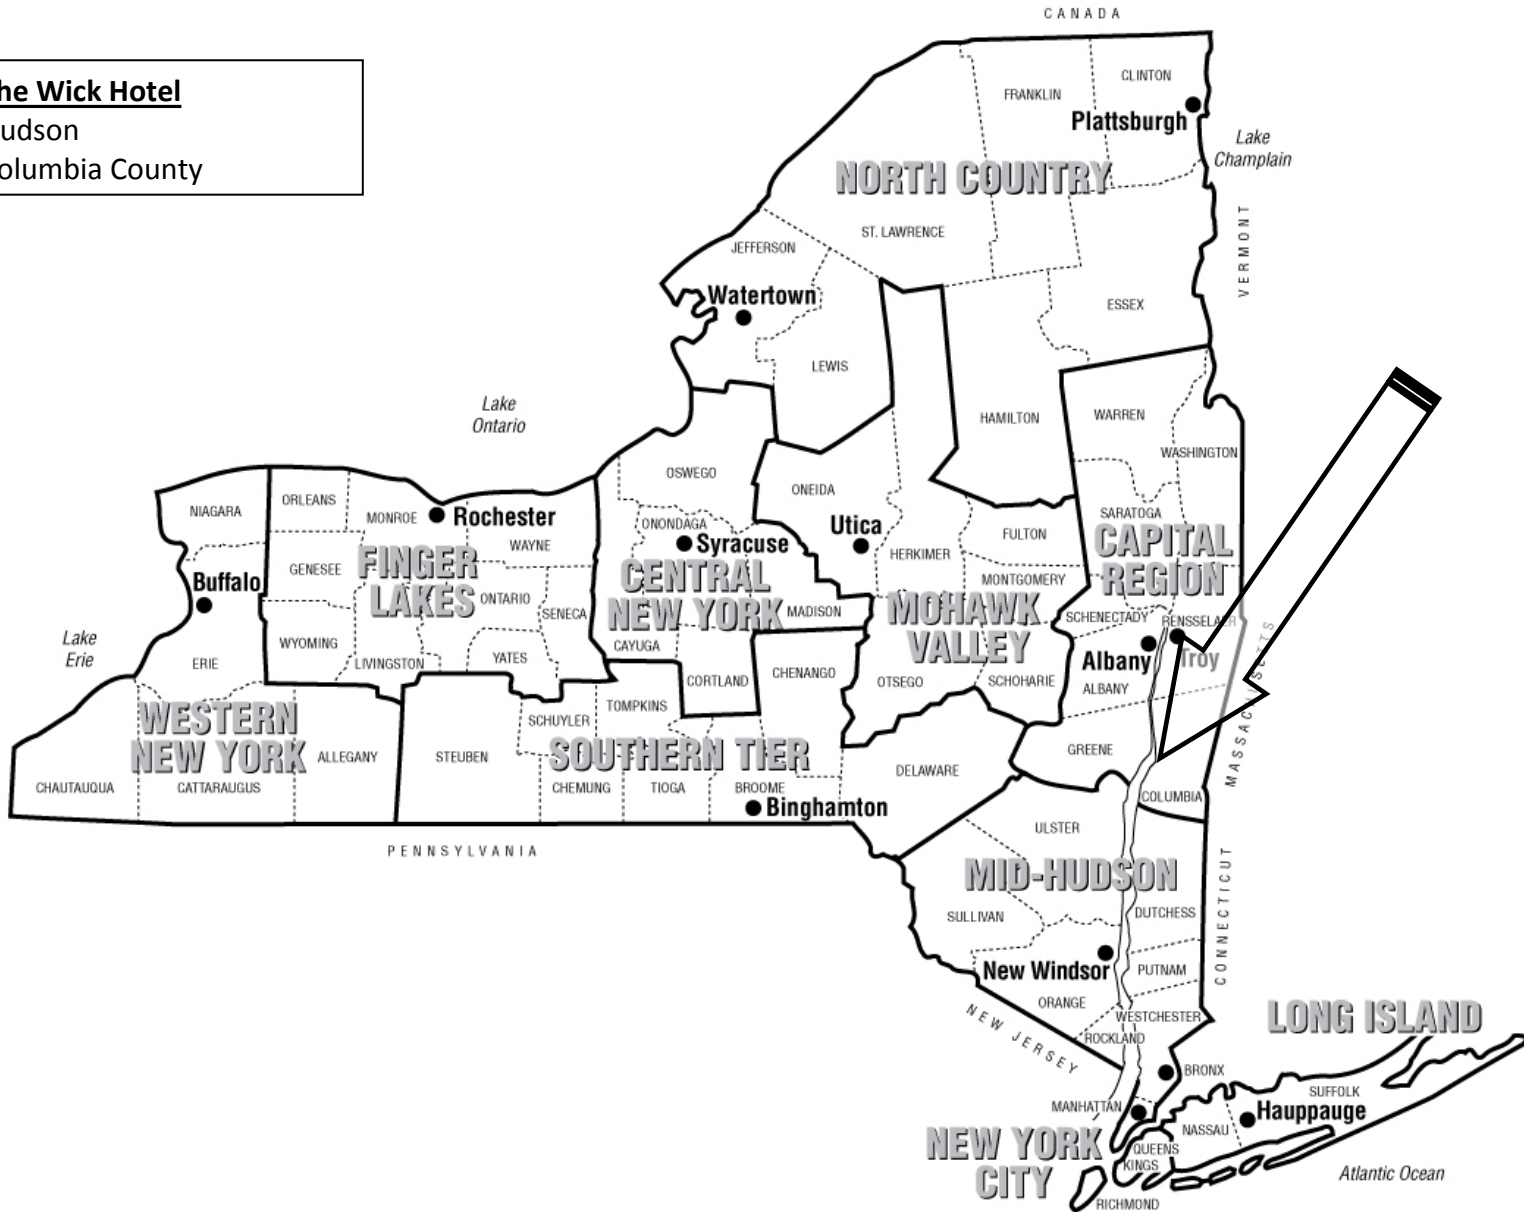 CANADA
he Wick Hotel
udson
olumbia County
CLINTON
FRANKLIN
Plattsburgh
Lake
Champlain
NORTH COUNTRY
VERMONT
ST. LAWRENCE
JEFFERSON
Watertown
ESSEX
LEWIS
Lake
Ontario
HAMILTON
WARREN
WASHINGTON
OSWEGO
ONEIDA
NIAGARA
ORLEANS
MONROE
Rochester
SARATOGA
ONONDAGA
Utica
FULTON
WAYNE
Syracuse
HERKIMER
CAPITAL
REGION
GENESEE
FINGER
LAKES
CENTRAL
NEW YORK
MONTGOMERY
Buffalo
ONTARIO
SENECA
MADISON
MOHAWK
VALLEY
SCHENECTADY
RENSSELAER
Lake
Erie
WYOMING
CAYUGA
ERIE
LIVINGSTON
YATES
CHENANGO
Albany
Troy
CORTLAND
OTSEGO
SCHOHARIE
ALBANY
MASSACHUSETTS
WESTERN
NEW YORK
TOMPKINS
SCHUYLER
SOUTHERN TIER
ALLEGANY
STEUBEN
GREENE
DELAWARE
CHAUTAUQUA
CATTARAUGUS
CHEMUNG
TIOGA
BROOME
Binghamton
COLUMBIA
ULSTER
PENNSYLVANIA
MID-HUDSON
SULLIVAN
DUTCHESS
CONNECTICUT
New Windsor
PUTNAM
ORANGE
WESTCHESTER
LONG ISLAND
NEW JERSEY
ROCKLAND
BRONX
SUFFOLK
MANHATTAN
Hauppauge
NASSAU
NEW YORK
CITY
QUEENS
KINGS
Atlantic Ocean
RICHMOND